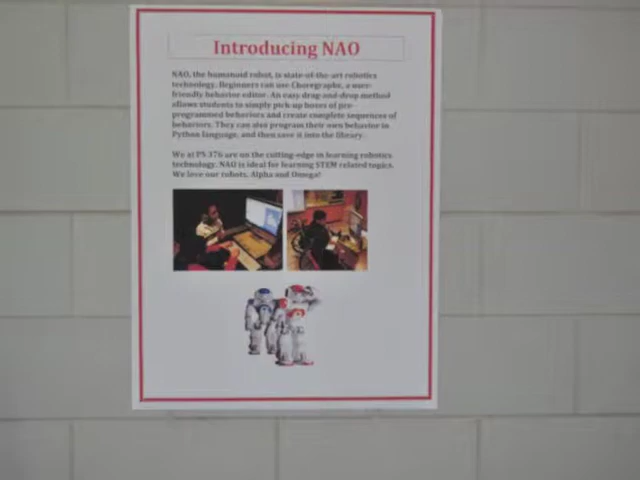 Introducing NAO
NAO, the humanoid robot, is state-of-the-art robotics
technology. Beginners can use Choregraphe, a user-
friendly behavior editor. An easy drag-and-drop method
allows students to simply pick up boxes of pre-
programmed behaviors and create complete sequences of
behaviors. They can also program their own behavior in
Python language, and then save it into the library.
We at PS 376 are on the cutting-edge in learning robotics
technology. NAO is ideal for learning STEM related topics.
We love our robots, Alpha and Omega!